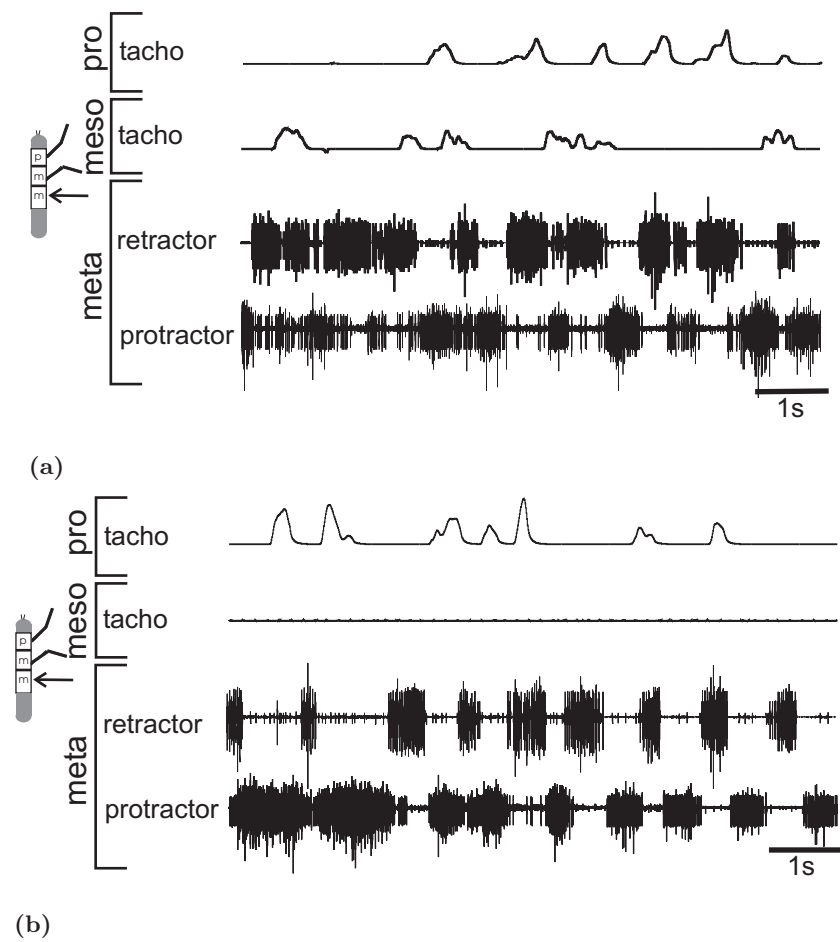 pro
tacho
meso
tacho
p
m
m
meta
retractor
protractor
1s
(a)
pro
tacho
meso
tacho
p
m
m
meta
retractor
protractor
1s
(b)